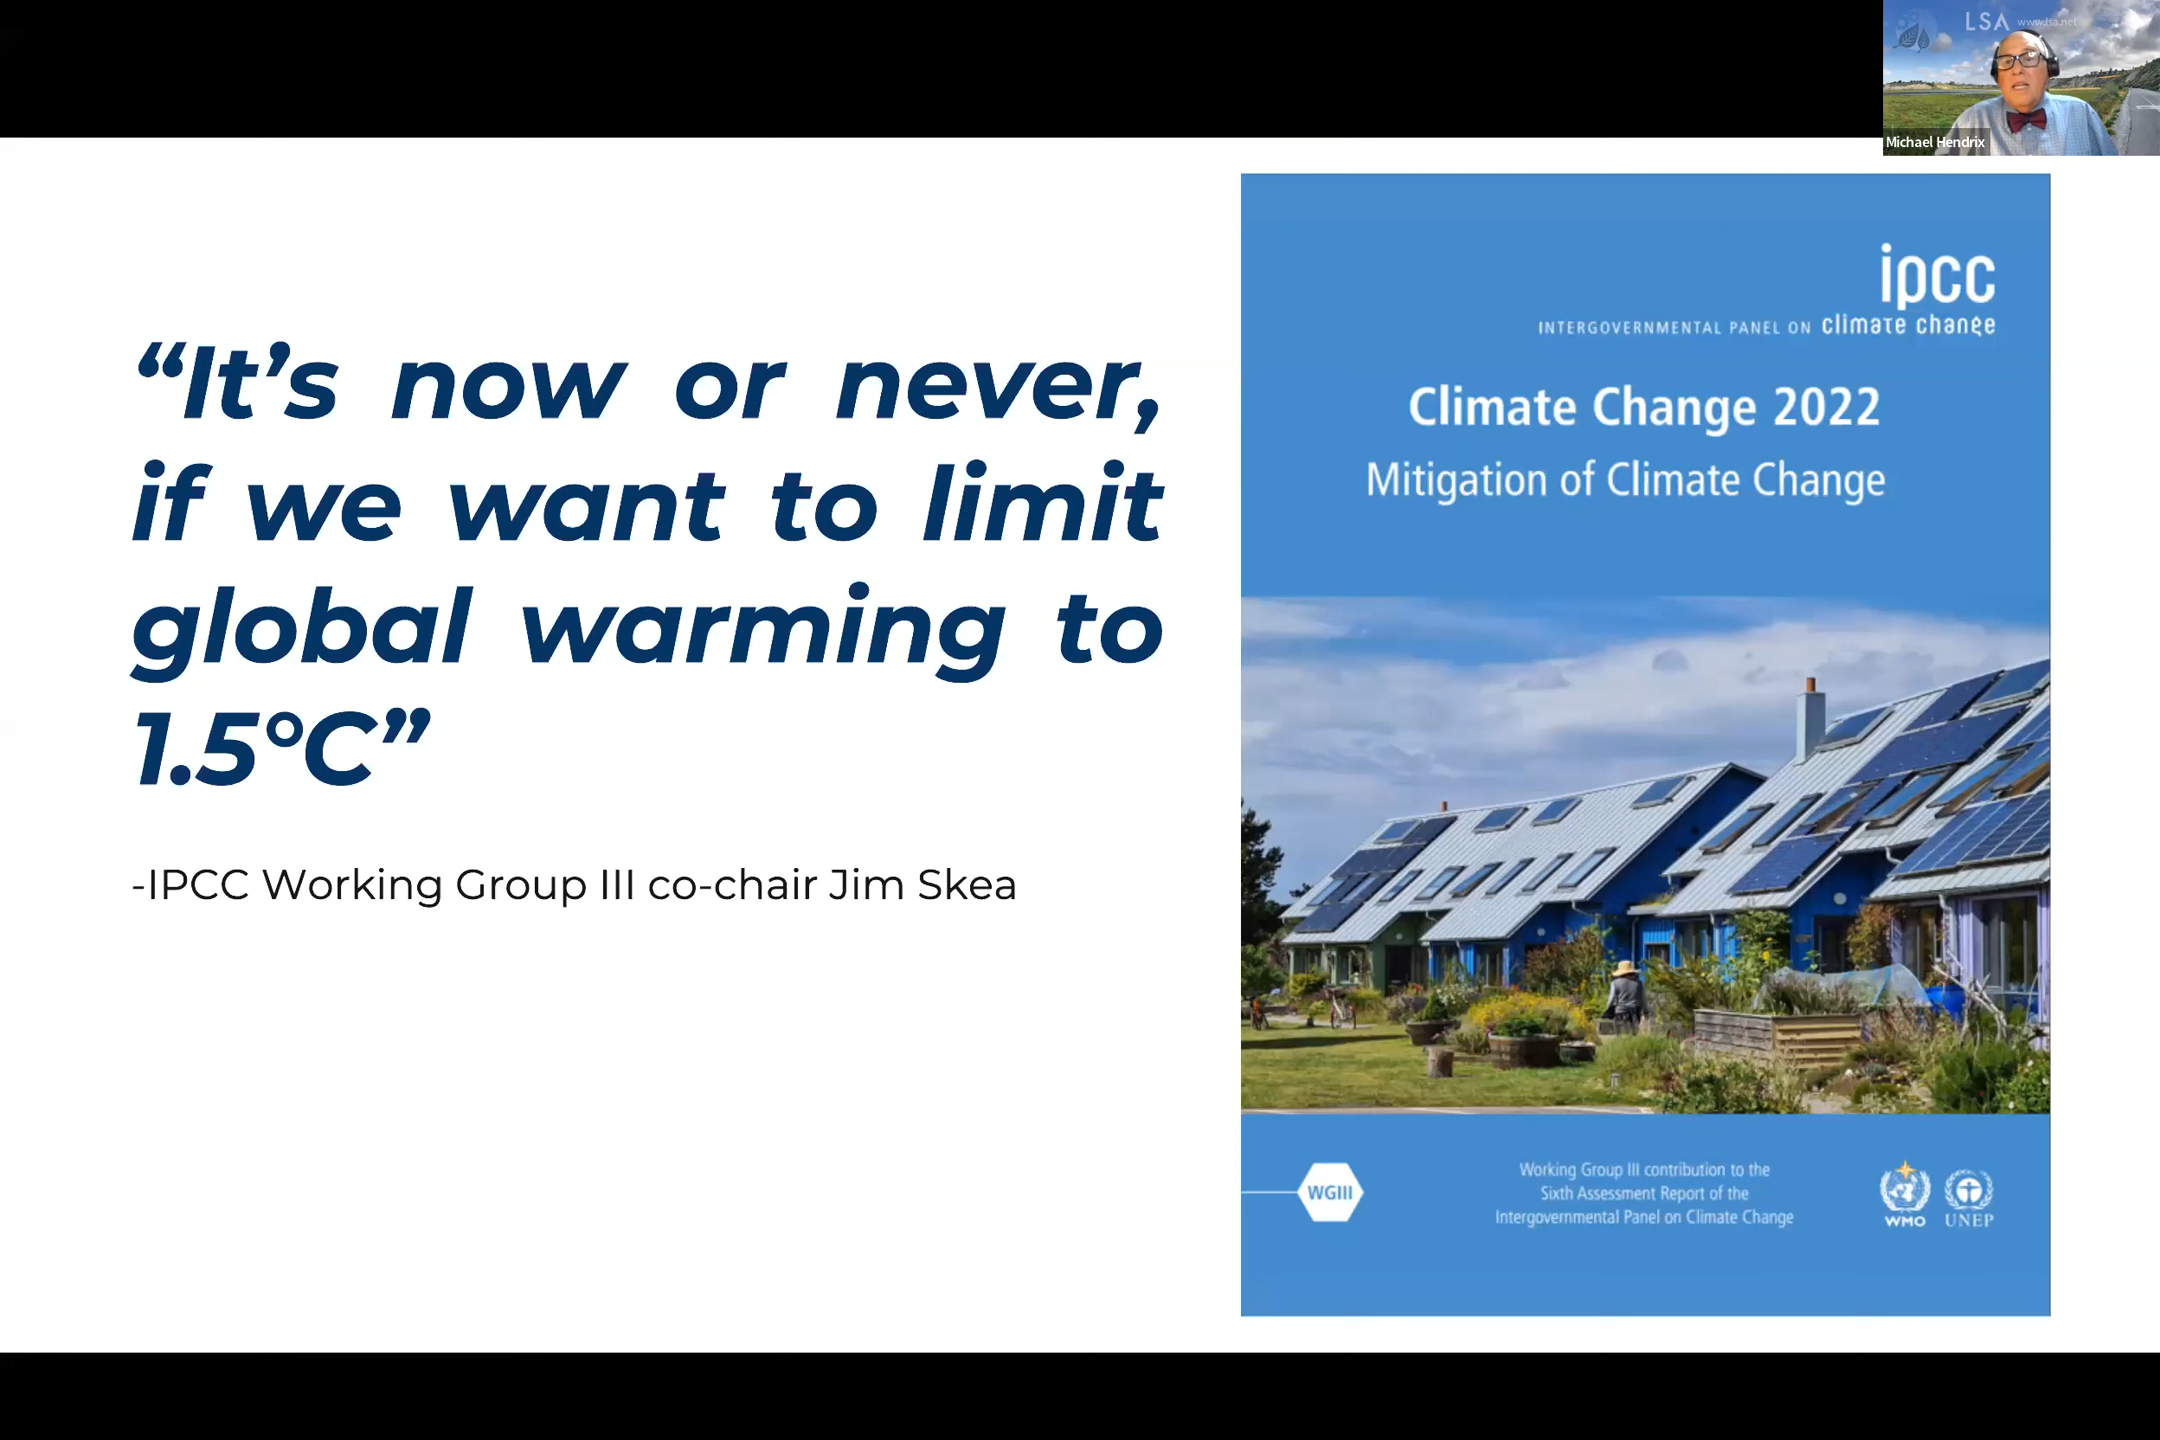 LSA www.lsa.net
Michael Hendrix
“It’s now or never,
if we want to limit
global warming to
1.5°C”
-IPCC Working Group III co-chair Jim Skea
ipcc
INTERGOVERNMENTAL PANEL ON climate change
Climate Change 2022
Mitigation of Climate Change
WGIII
Working Group III contribution to the
Sixth Assessment Report of the
Intergovernmental Panel on Climate Change
WMO UNEP